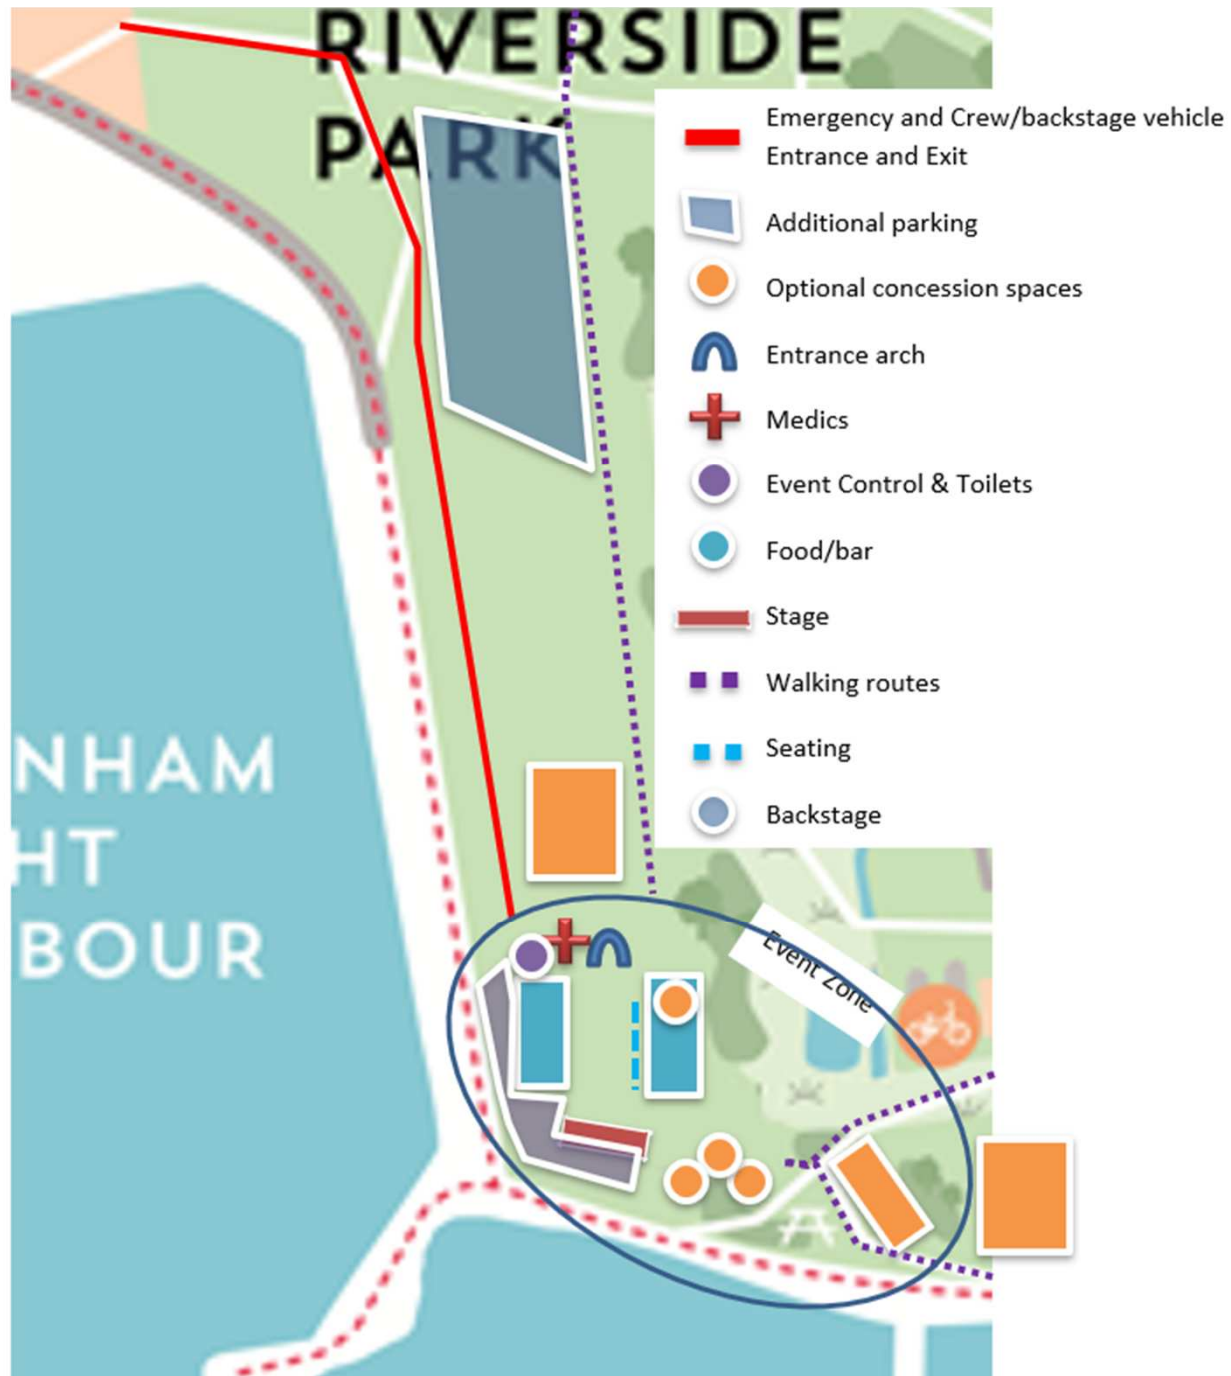 RIVERSIDE
PARK
Emergency and Crew/backstage vehicle
Entrance and Exit
Additional parking
Optional concession spaces
Entrance arch
Medics
Event Control & Toilets
Food/bar
Stage
Walking routes
Seating
Backstage
NHAM
HT
BOUR
Event Zone